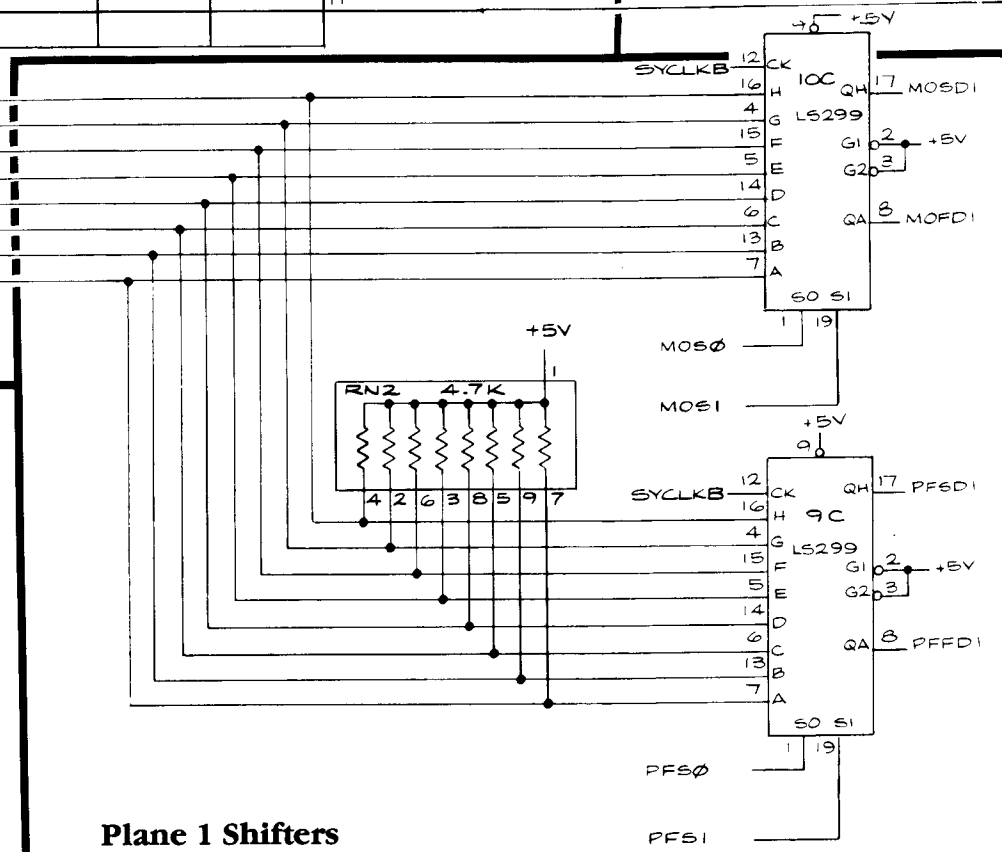 +5V
SYCLKB 12 CK
10C
16 H
QH 17 MOSD1
4 G
LS299
15 F
G1 2 +5V
5 E
G2 3
14 D
6 C
QA 8 MOFD1
13 B
7 A
S0 S1
1 19
MOSØ
MOS1
+5V
1
RN2 4.7K
4 2 6 3 8 5 9 7
+5V
9
SYCLKB 12 CK
QH 17 PFSD1
16 H
9C
4 G
LS299
15 F
G1 2 +5V
5 E
G2 3
14 D
6 C
QA 8 PFFD1
13 B
7 A
S0 S1
1 19
PFSØ
PFS1
Plane 1 Shifters